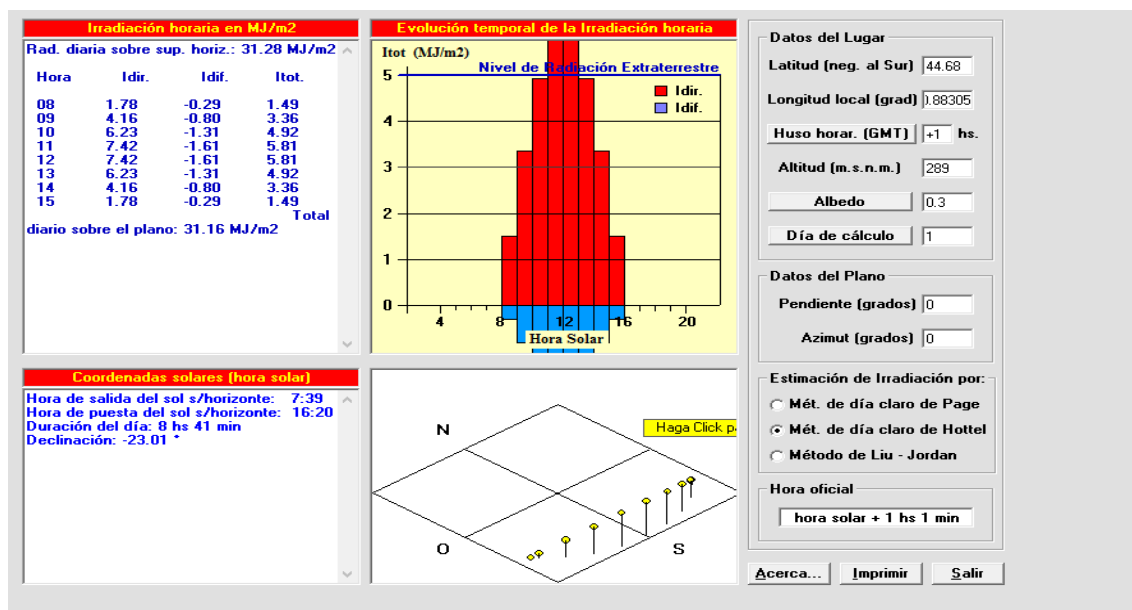 Irradiación horaria en MJ/m2
Rad. diaria sobre sup. horiz.: 31.28 MJ/m2
Hora Idir. Idif. Itot.
08 1.78 -0.29 1.49
09 4.16 -0.80 3.36
10 6.23 -1.31 4.92
11 7.42 -1.61 5.81
12 7.42 -1.61 5.81
13 6.23 -1.31 4.92
14 4.16 -0.80 3.36
15 1.78 -0.29 1.49
Total
diario sobre el plano: 31.16 MJ/m2
Evolución temporal de la Irradiación horaria
Itot (MJ/m2)
Nivel de Radiación Extraterrestre
Idir.
Idif.
5
4
3
2
1
0
4 8 12 16 20
Hora Solar
Coordenadas solares (hora solar)
Hora de salida del sol s/horizonte: 7:39
Hora de puesta del sol s/horizonte: 16:20
Duración del día: 8 hs 41 min
Declinación: -23.01 °
N
Haga Click
O
S
Datos del Lugar
Latitud (neg. al Sur) 44.68
Longitud local (grad) .88305
Huso horar. (GMT) +1 hs.
Altitud (m.s.n.m.) 289
Albedo 0.3
Día de cálculo 1
Datos del Plano
Pendiente (grados) 0
Azimut (grados) 0
Estimación de Irradiación por:
Mét. de día claro de Page
Mét. de día claro de Hottel
Método de Liu - Jordan
Hora oficial
hora solar + 1 hs 1 min
Acerca... Imprimir Salir